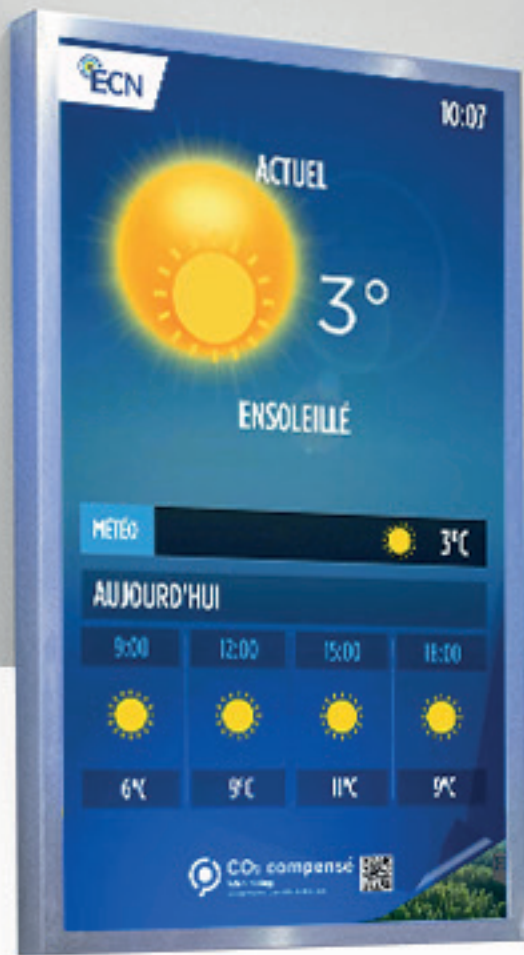 ECN
10:07
ACTUEL
3°
ENSOLEILLÉ
MÉTÉO
3°C
AUJOURD'HUI
9:00 12:00 15:00 18:00
6°C 9°C 11°C 9°C
CO₂ compensé